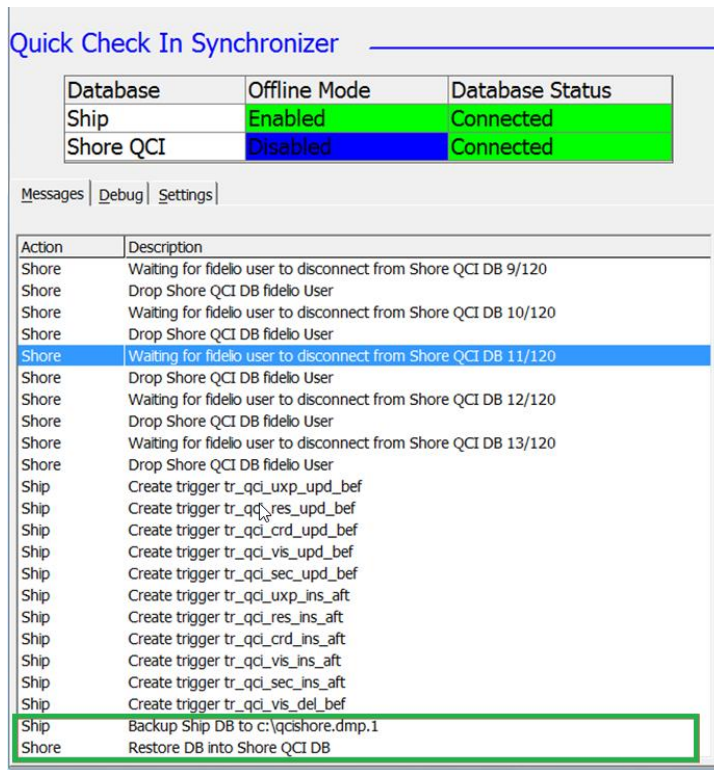 Quick Check In Synchronizer
Database Offline Mode Database Status
Ship Enabled Connected
Shore QCI Disabled Connected
Messages Debug Settings
Action Description
Shore Waiting for fidelio user to disconnect from Shore QCI DB 9/120
Shore Drop Shore QCI DB fidelio User
Shore Waiting for fidelio user to disconnect from Shore QCI DB 10/120
Shore Drop Shore QCI DB fidelio User
Shore Waiting for fidelio user to disconnect from Shore QCI DB 11/120
Shore Drop Shore QCI DB fidelio User
Shore Waiting for fidelio user to disconnect from Shore QCI DB 12/120
Shore Drop Shore QCI DB fidelio User
Shore Waiting for fidelio user to disconnect from Shore QCI DB 13/120
Shore Drop Shore QCI DB fidelio User
Ship Create trigger tr_qci_uxp_upd_bef
Ship Create trigger tr_qci_res_upd_bef
Ship Create trigger tr_qci_crd_upd_bef
Ship Create trigger tr_qci_vis_upd_bef
Ship Create trigger tr_qci_sec_upd_bef
Ship Create trigger tr_qci_uxp_ins_aft
Ship Create trigger tr_qci_res_ins_aft
Ship Create trigger tr_qci_crd_ins_aft
Ship Create trigger tr_qci_vis_ins_aft
Ship Create trigger tr_qci_sec_ins_aft
Ship Create trigger tr_qci_vis_del_bef
Ship Backup Ship DB to c:\qcishore.dmp.1
Shore Restore DB into Shore QCI DB